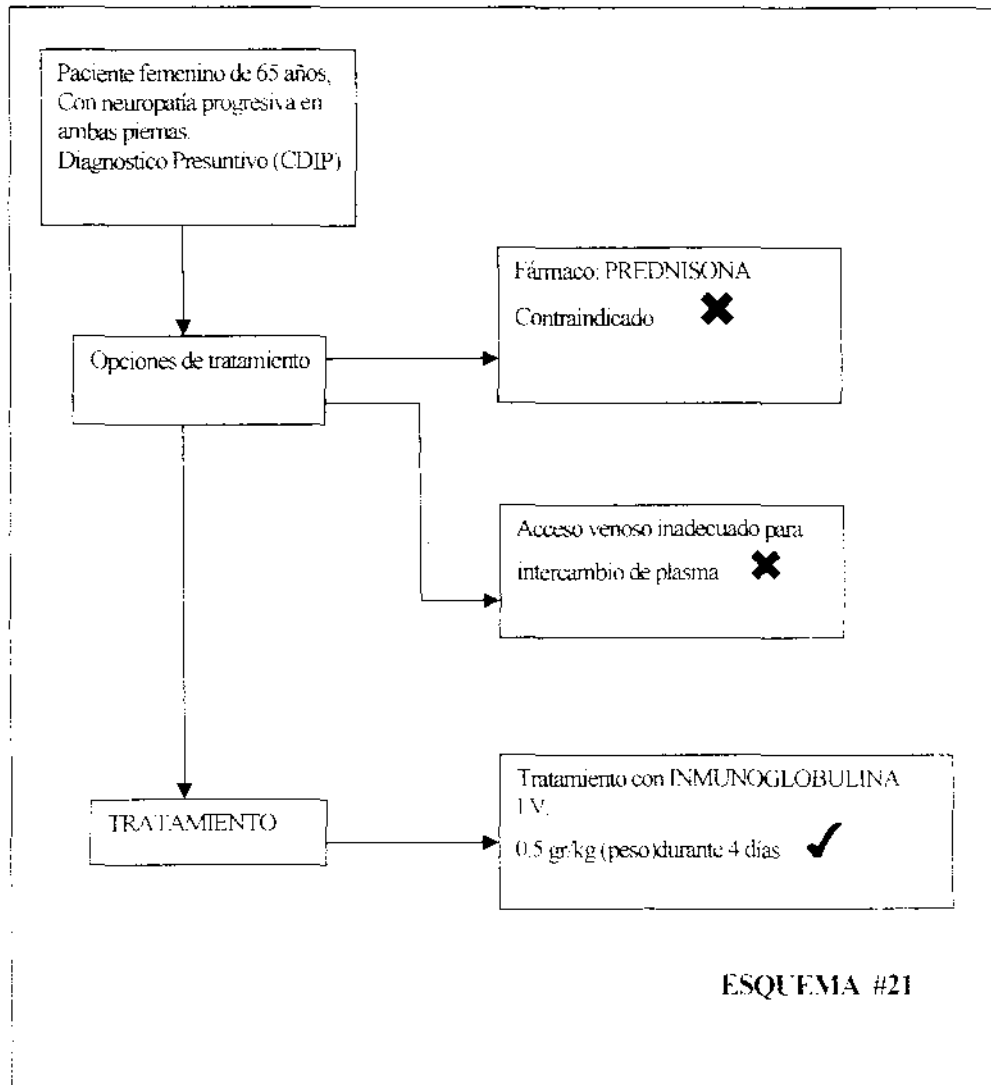 Paciente femenino de 65 años,
Con neuropatía progresiva en
ambas piernas.
Diagnostico Presuntivo (CDIP)
Opciones de tratamiento
Fármaco: PREDNISONA
Contraindicado
Acceso venoso inadecuado para
intercambio de plasma
TRATAMIENTO
Tratamiento con INMUNOGLOBULINA
I.V.
0.5 gr/kg (peso)durante 4 días
ESQUEMA #21